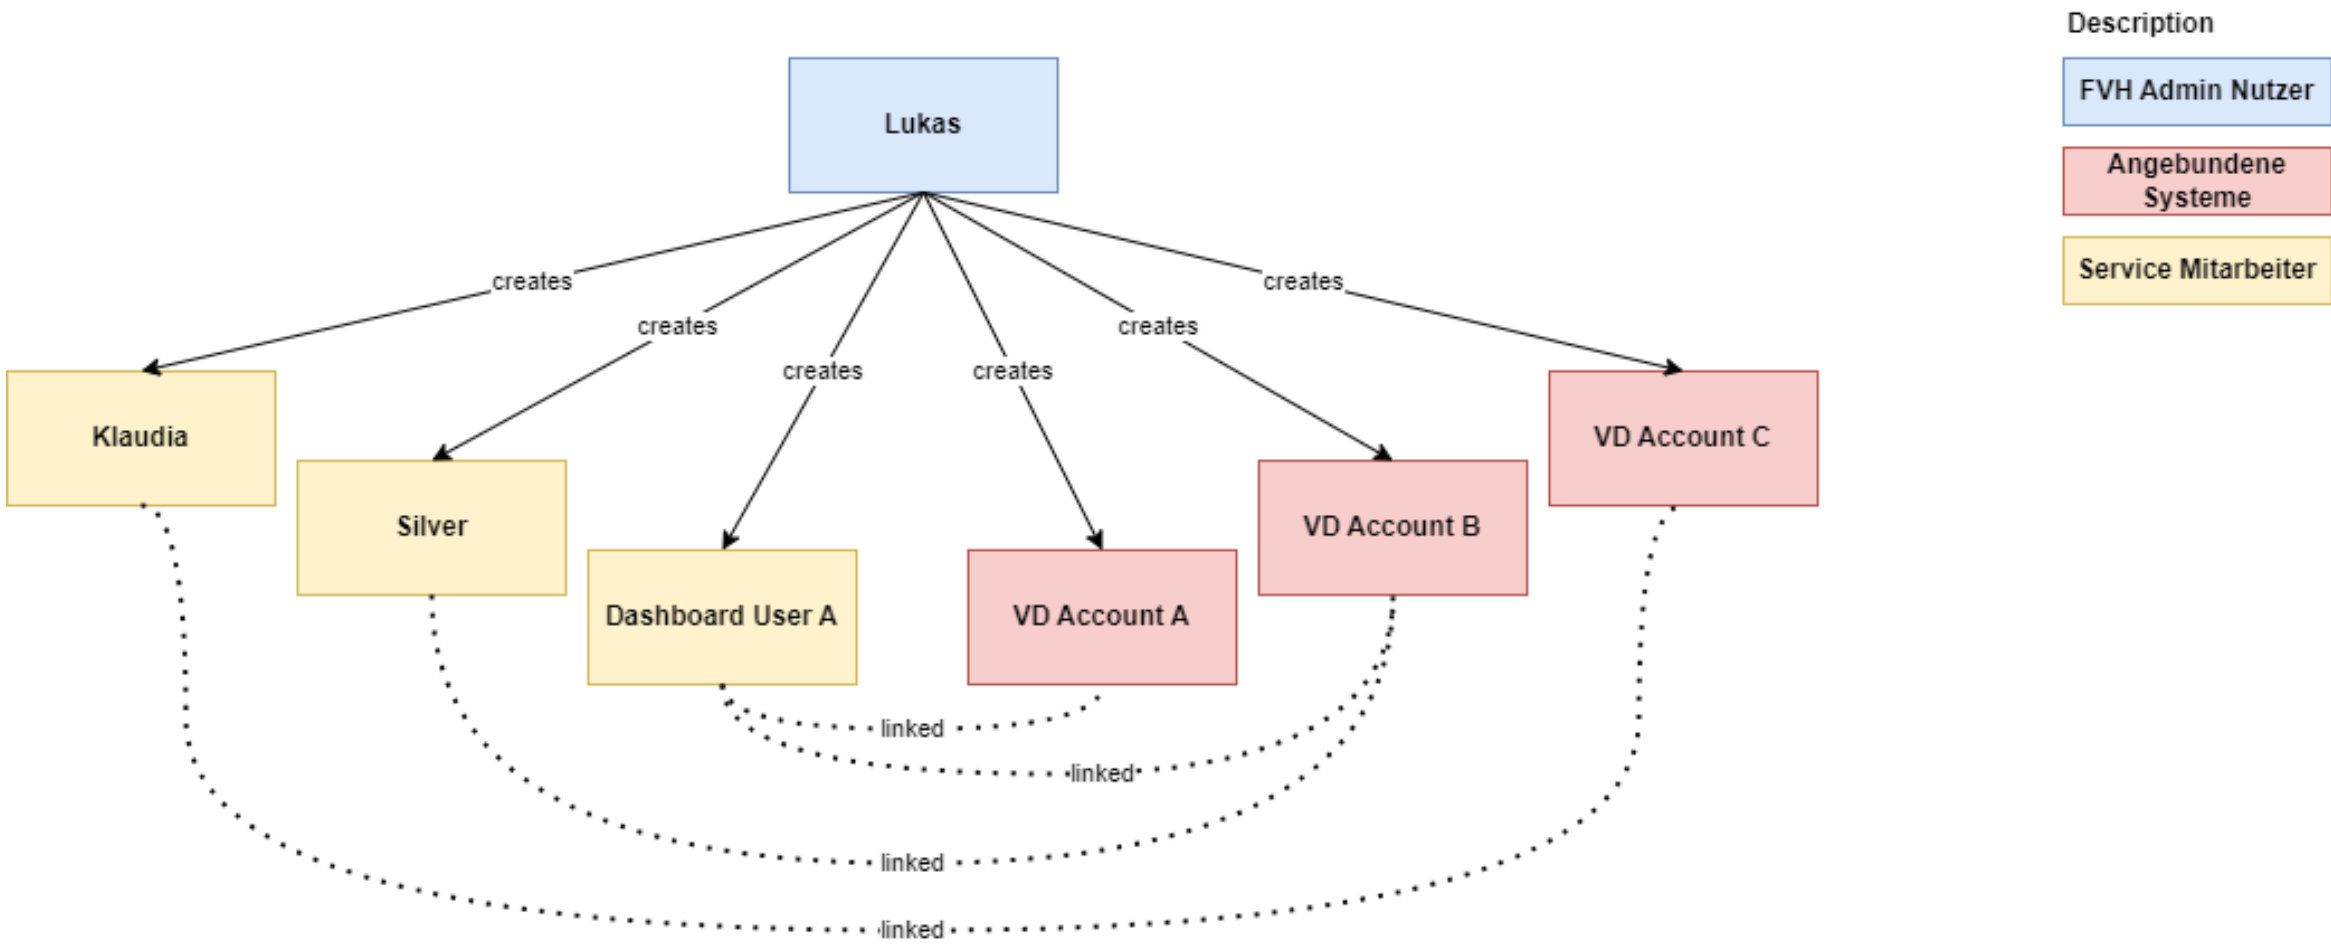 Description
FVH Admin Nutzer
Angebundene
Systeme
Service Mitarbeiter
Lukas
creates
creates
creates
creates
creates
creates
Klaudia
Silver
Dashboard User A
VD Account A
VD Account B
VD Account C
linked
linked
linked
linked